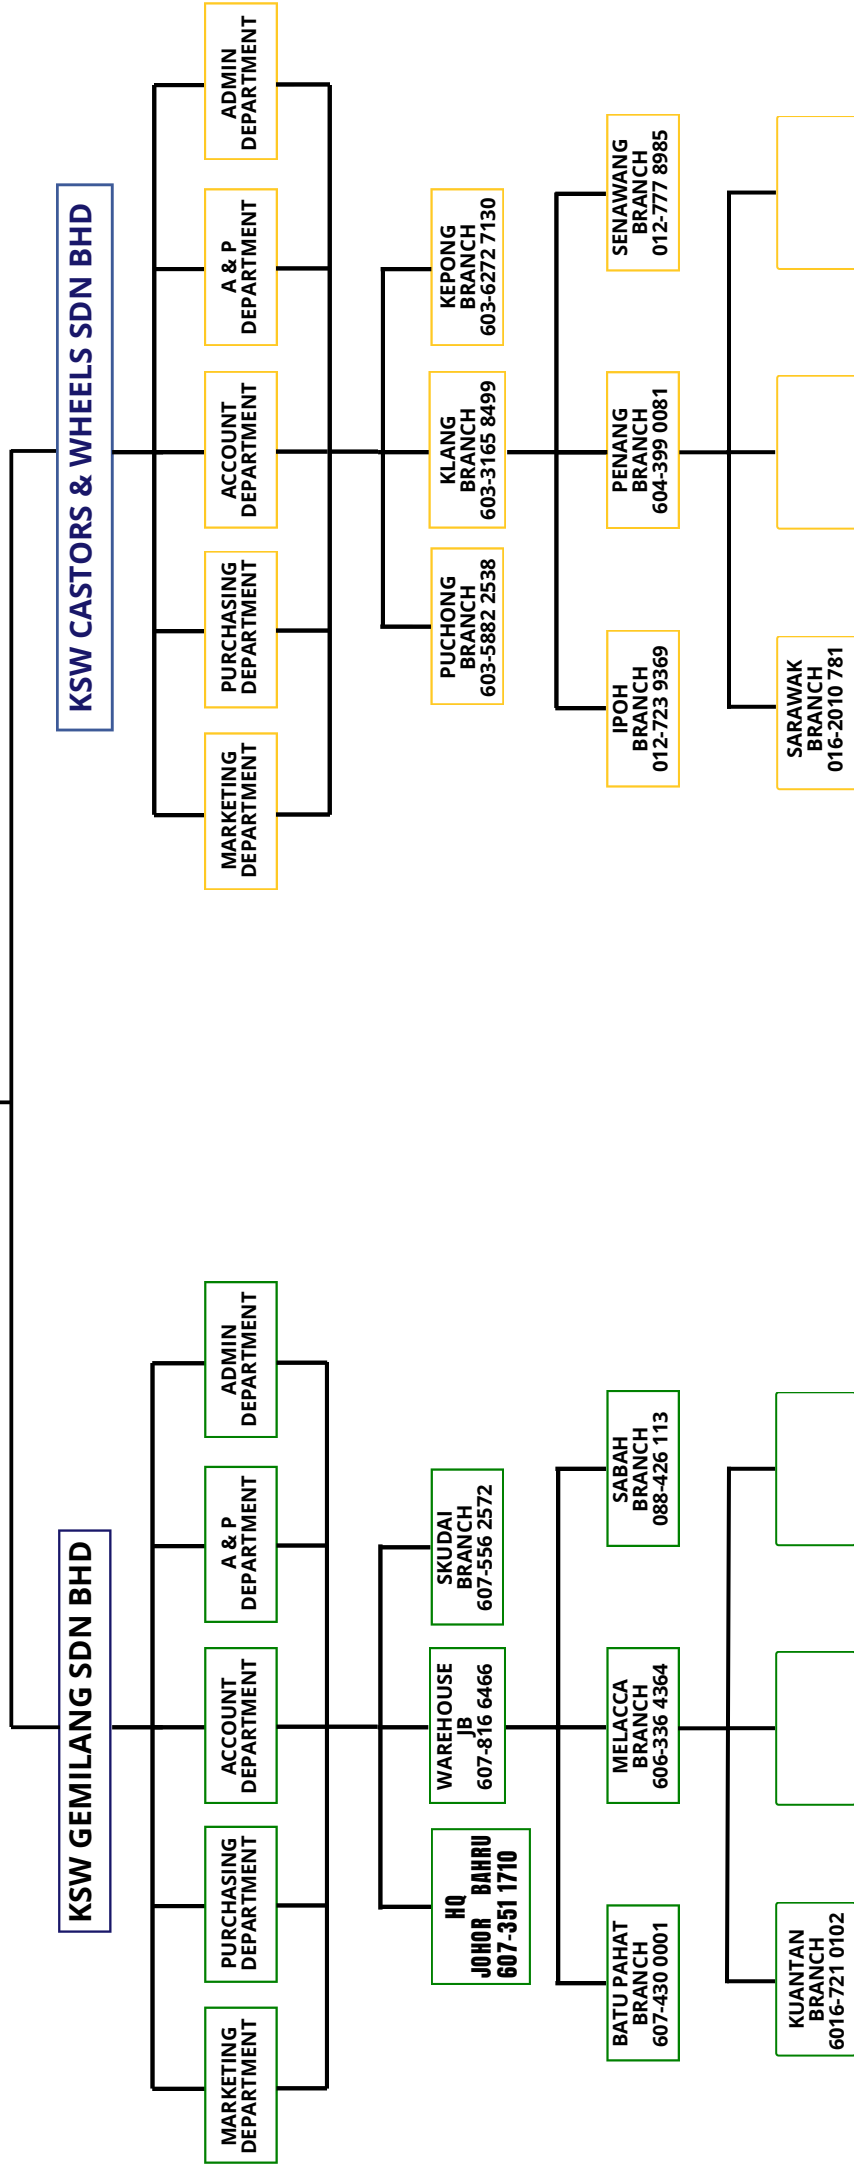 KSW GEMILANG SDN BHD
KSW CASTORS & WHEELS SDN BHD
MARKETING
DEPARTMENT
PURCHASING
DEPARTMENT
ACCOUNT
DEPARTMENT
A & P
DEPARTMENT
ADMIN
DEPARTMENT
MARKETING
DEPARTMENT
PURCHASING
DEPARTMENT
ACCOUNT
DEPARTMENT
A & P
DEPARTMENT
ADMIN
DEPARTMENT
HQ
JOHOR BAHRU
607-351 1710
WAREHOUSE
JB
607-816 6466
SKUDAI
BRANCH
607-556 2572
PUCHONG
BRANCH
603-5882 2538
KLANG
BRANCH
603-3165 8499
KEPONG
BRANCH
603-6272 7130
BATU PAHAT
BRANCH
607-430 0001
MELACCA
BRANCH
606-336 4364
SABAH
BRANCH
088-426 113
IPOH
BRANCH
012-723 9369
PENANG
BRANCH
604-399 0081
SENAWANG
BRANCH
012-777 8985
KUANTAN
BRANCH
6016-721 0102
SARAWAK
BRANCH
016-2010 781